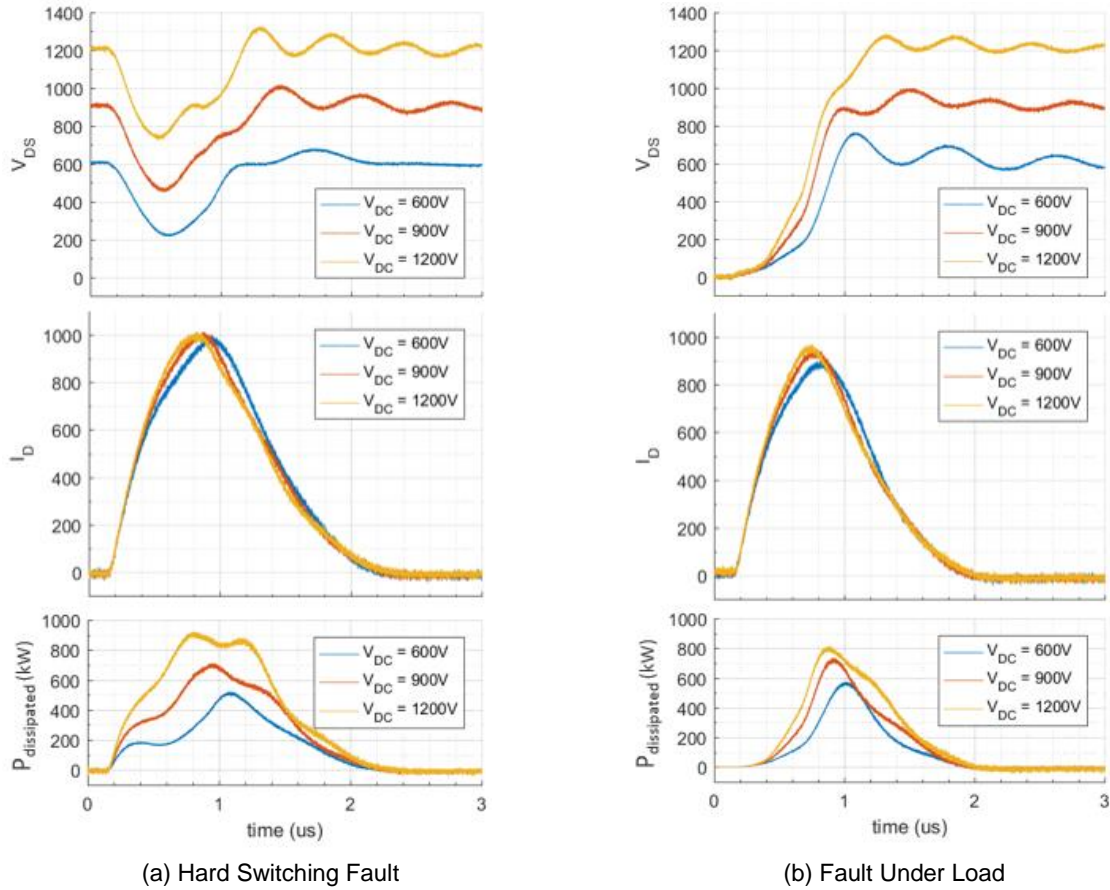 1400
1200
1000
800
600
400
200
0
V_DS
V_DC = 600V
V_DC = 900V
V_DC = 1200V
1000
800
600
400
200
0
I_D
V_DC = 600V
V_DC = 900V
V_DC = 1200V
1000
800
600
400
200
0
P_dissipated (kW)
V_DC = 600V
V_DC = 900V
V_DC = 1200V
0 1 2 3
time (us)
(a) Hard Switching Fault
1400
1200
1000
800
600
400
200
0
V_DS
V_DC = 600V
V_DC = 900V
V_DC = 1200V
1000
800
600
400
200
0
I_D
V_DC = 600V
V_DC = 900V
V_DC = 1200V
1000
800
600
400
200
0
P_dissipated (kW)
V_DC = 600V
V_DC = 900V
V_DC = 1200V
0 1 2 3
time (us)
(b) Fault Under Load